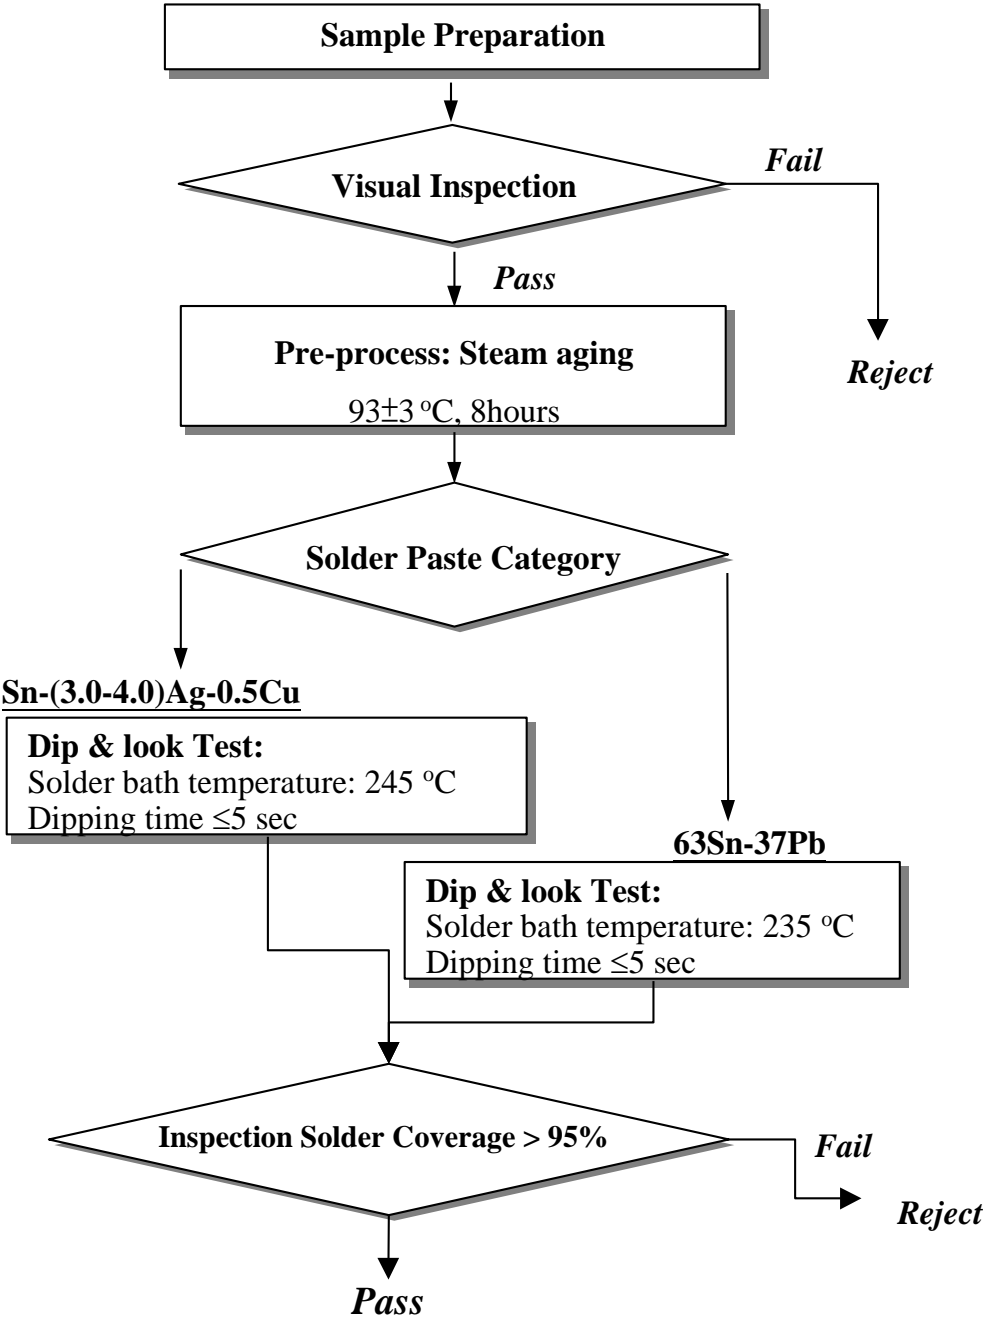 Sample Preparation
Visual Inspection
Fail
Reject
Pass
Pre-process: Steam aging
93±3 °C, 8hours
Solder Paste Category
Sn-(3.0-4.0)Ag-0.5Cu
Dip & look Test:
Solder bath temperature: 245 °C
Dipping time ≤5 sec
63Sn-37Pb
Dip & look Test:
Solder bath temperature: 235 °C
Dipping time ≤5 sec
Inspection Solder Coverage > 95%
Fail
Reject
Pass